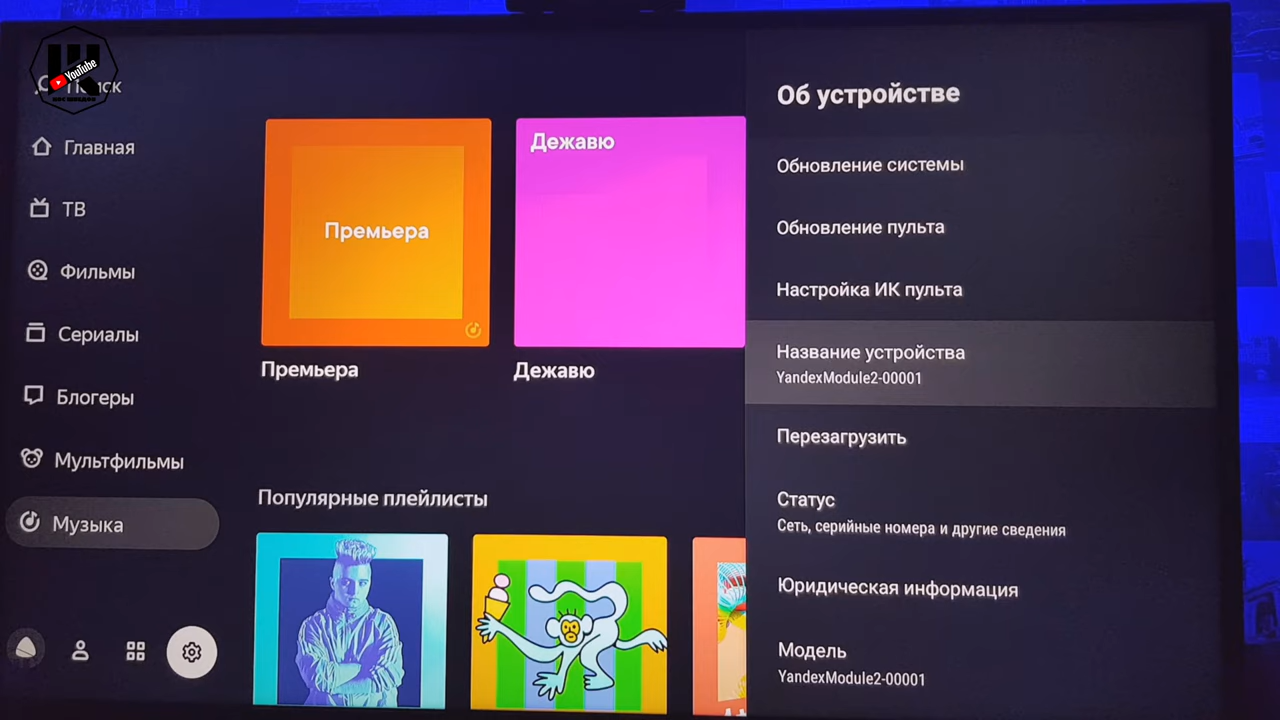 YouTube
Главная
ТВ
Фильмы
Сериалы
Блогеры
Мультфильмы
Музыка
Премьера
Премьера
Дежавю
Дежавю
Популярные плейлисты
Об устройстве
Обновление системы
Обновление пульта
Настройка ИК пульта
Название устройства
YandexModule2-00001
Перезагрузить
Статус
Сеть, серийные номера и другие сведения
Юридическая информация
Модель
YandexModule2-00001